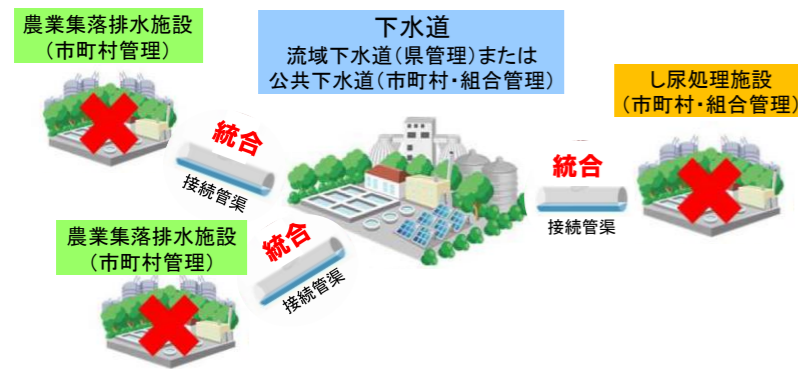 農業集落排水施設
（市町村管理）
下水道
流域下水道（県管理）または
公共下水道（市町村・組合管理）
し尿処理施設
（市町村・組合管理）
統合
接続管渠
統合
接続管渠
農業集落排水施設
（市町村管理）
統合
接続管渠